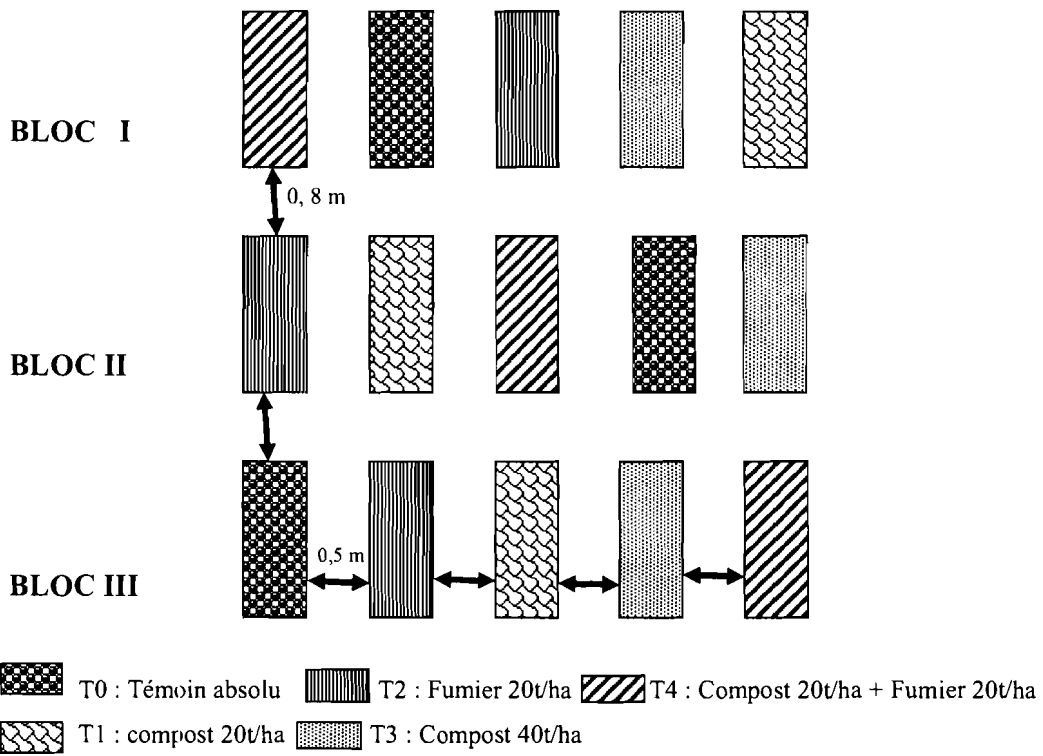 BLOC I
0, 8 m
BLOC II
0,5 m
BLOC III
T0 : Témoin absolu T2 : Fumier 20t/ha T4 : Compost 20t/ha + Fumier 20t/ha
T1 : compost 20t/ha T3 : Compost 40t/ha